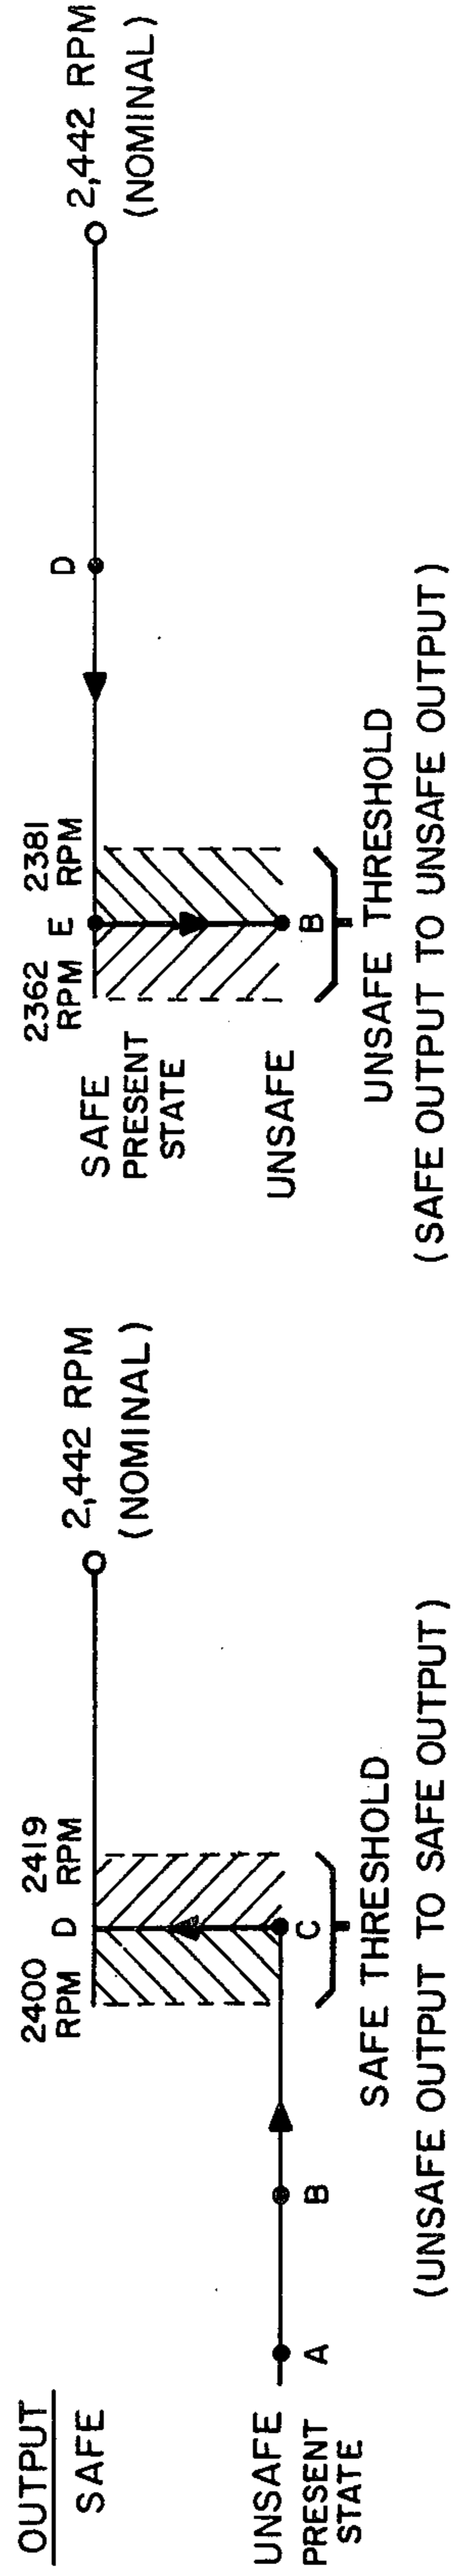 OUTPUT
SAFE
UNSAFE
PRESENT
STATE
2400
RPM
D
2419
RPM
2,442 RPM
(NOMINAL)
A
B
C
SAFE THRESHOLD
(UNSAFE OUTPUT TO SAFE OUTPUT)
2362
RPM
E
2381
RPM
D
2,442 RPM
(NOMINAL)
SAFE
PRESENT
STATE
UNSAFE
B
UNSAFE THRESHOLD
(SAFE OUTPUT TO UNSAFE OUTPUT)